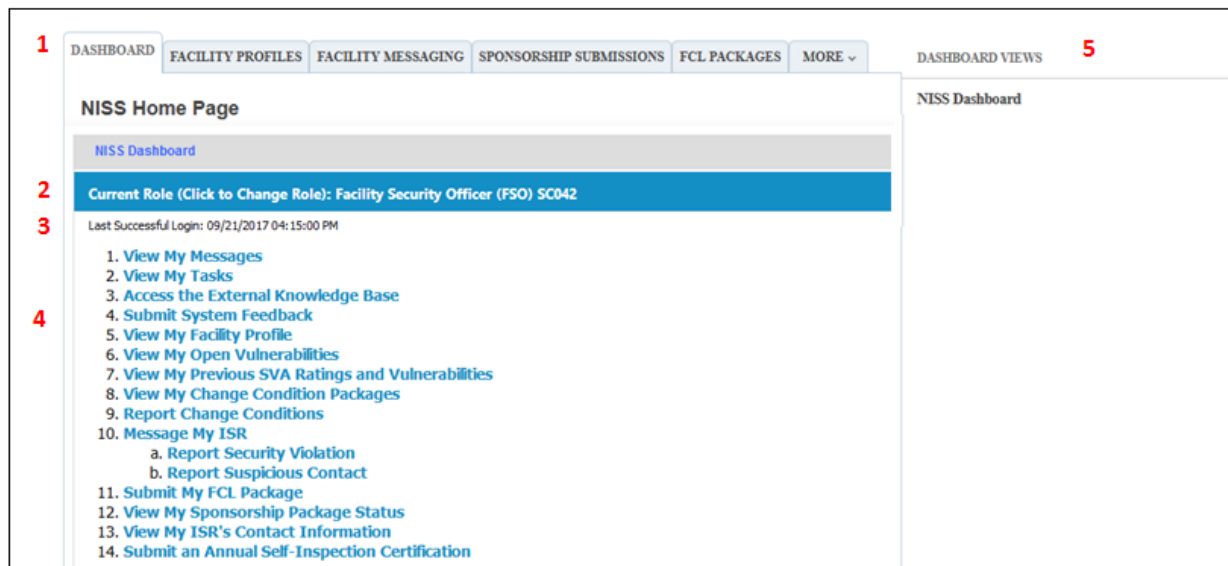 1 DASHBOARD FACILITY PROFILES FACILITY MESSAGING SPONSORSHIP SUBMISSIONS FCL PACKAGES MORE DASHBOARD VIEWS 5
NISS Home Page NISS Dashboard
NISS Dashboard
2 Current Role (Click to Change Role): Facility Security Officer (FSO) SC042
3 Last Successful Login: 09/21/2017 04:15:00 PM
1. View My Messages
2. View My Tasks
3. Access the External Knowledge Base
4 4. Submit System Feedback
5. View My Facility Profile
6. View My Open Vulnerabilities
7. View My Previous SVA Ratings and Vulnerabilities
8. View My Change Condition Packages
9. Report Change Conditions
10. Message My ISR
a. Report Security Violation
b. Report Suspicious Contact
11. Submit My FCL Package
12. View My Sponsorship Package Status
13. View My ISR's Contact Information
14. Submit an Annual Self-Inspection Certification